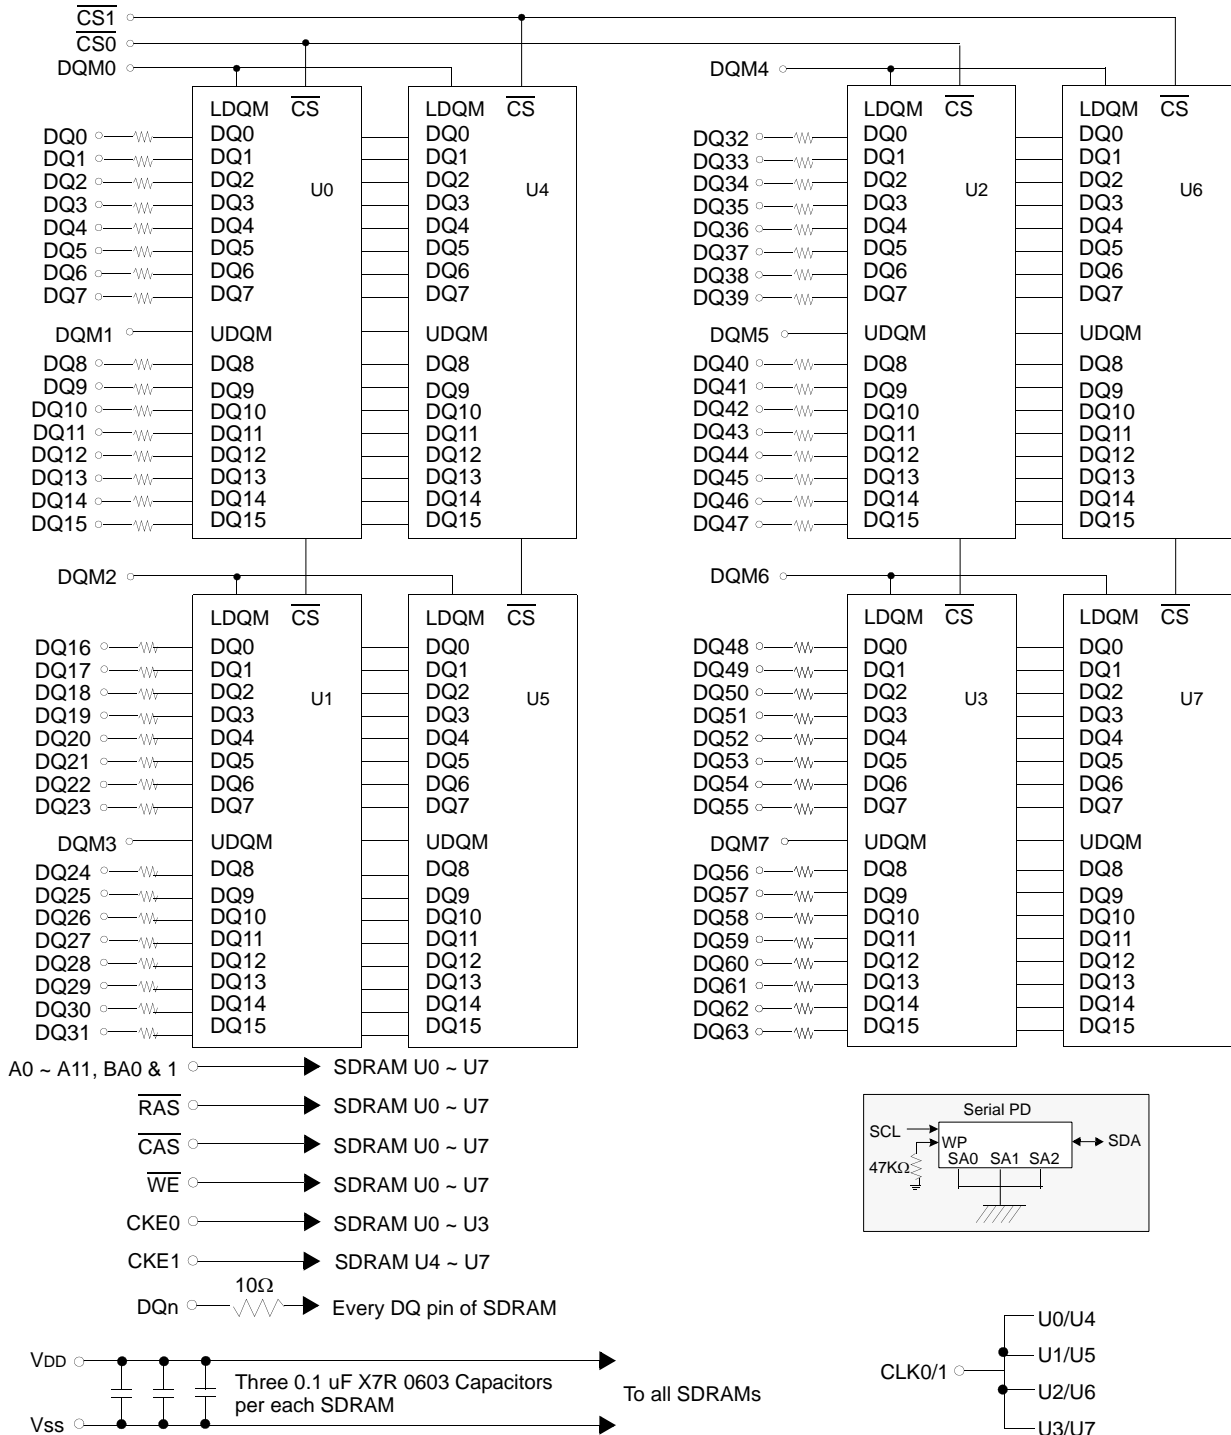 CS1
CS0
DQM0
LDQM CS
LDQM CS
DQ0 DQ0 DQ0
DQ1 DQ1 DQ1
DQ2 DQ2 DQ2
U0 U4
DQ3 DQ3 DQ3
DQ4 DQ4 DQ4
DQ5 DQ5 DQ5
DQ6 DQ6 DQ6
DQ7 DQ7 DQ7
DQM1 UDQM UDQM
DQ8 DQ8 DQ8
DQ9 DQ9 DQ9
DQ10 DQ10 DQ10
DQ11 DQ11 DQ11
DQ12 DQ12 DQ12
DQ13 DQ13 DQ13
DQ14 DQ14 DQ14
DQ15 DQ15 DQ15
DQM4
LDQM CS
LDQM CS
DQ32 DQ0 DQ0
DQ33 DQ1 DQ1
DQ34 DQ2 DQ2
U2 U6
DQ35 DQ3 DQ3
DQ36 DQ4 DQ4
DQ37 DQ5 DQ5
DQ38 DQ6 DQ6
DQ39 DQ7 DQ7
DQM5 UDQM UDQM
DQ40 DQ8 DQ8
DQ41 DQ9 DQ9
DQ42 DQ10 DQ10
DQ43 DQ11 DQ11
DQ44 DQ12 DQ12
DQ45 DQ13 DQ13
DQ46 DQ14 DQ14
DQ47 DQ15 DQ15
DQM2
LDQM CS
LDQM CS
DQ16 DQ0 DQ0
DQ17 DQ1 DQ1
DQ18 DQ2 DQ2
U1 U5
DQ19 DQ3 DQ3
DQ20 DQ4 DQ4
DQ21 DQ5 DQ5
DQ22 DQ6 DQ6
DQ23 DQ7 DQ7
DQM3 UDQM UDQM
DQ24 DQ8 DQ8
DQ25 DQ9 DQ9
DQ26 DQ10 DQ10
DQ27 DQ11 DQ11
DQ28 DQ12 DQ12
DQ29 DQ13 DQ13
DQ30 DQ14 DQ14
DQ31 DQ15 DQ15
DQM6
LDQM CS
LDQM CS
DQ48 DQ0 DQ0
DQ49 DQ1 DQ1
DQ50 DQ2 DQ2
U3 U7
DQ51 DQ3 DQ3
DQ52 DQ4 DQ4
DQ53 DQ5 DQ5
DQ54 DQ6 DQ6
DQ55 DQ7 DQ7
DQM7 UDQM UDQM
DQ56 DQ8 DQ8
DQ57 DQ9 DQ9
DQ58 DQ10 DQ10
DQ59 DQ11 DQ11
DQ60 DQ12 DQ12
DQ61 DQ13 DQ13
DQ62 DQ14 DQ14
DQ63 DQ15 DQ15
A0 ~ A11, BA0 & 1 SDRAM U0 ~ U7
RAS SDRAM U0 ~ U7
CAS SDRAM U0 ~ U7
WE SDRAM U0 ~ U7
CKE0 SDRAM U0 ~ U3
CKE1 SDRAM U4 ~ U7
10Ω
DQn Every DQ pin of SDRAM
Serial PD
SCL
WP
SDA
47KΩ
SA0 SA1 SA2
VDD
Three 0.1 uF X7R 0603 Capacitors
per each SDRAM
To all SDRAMs
Vss
U0/U4
U1/U5
CLK0/1
U2/U6
U3/U7